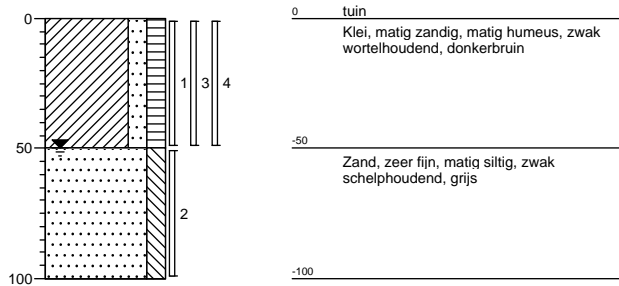 0
50
100
1
3
4
2
0
tuin
Klei, matig zandig, matig humeus, zwak
wortelhoudend, donkerbruin
-50
Zand, zeer fijn, matig siltig, zwak
schelphoudend, grijs
-100